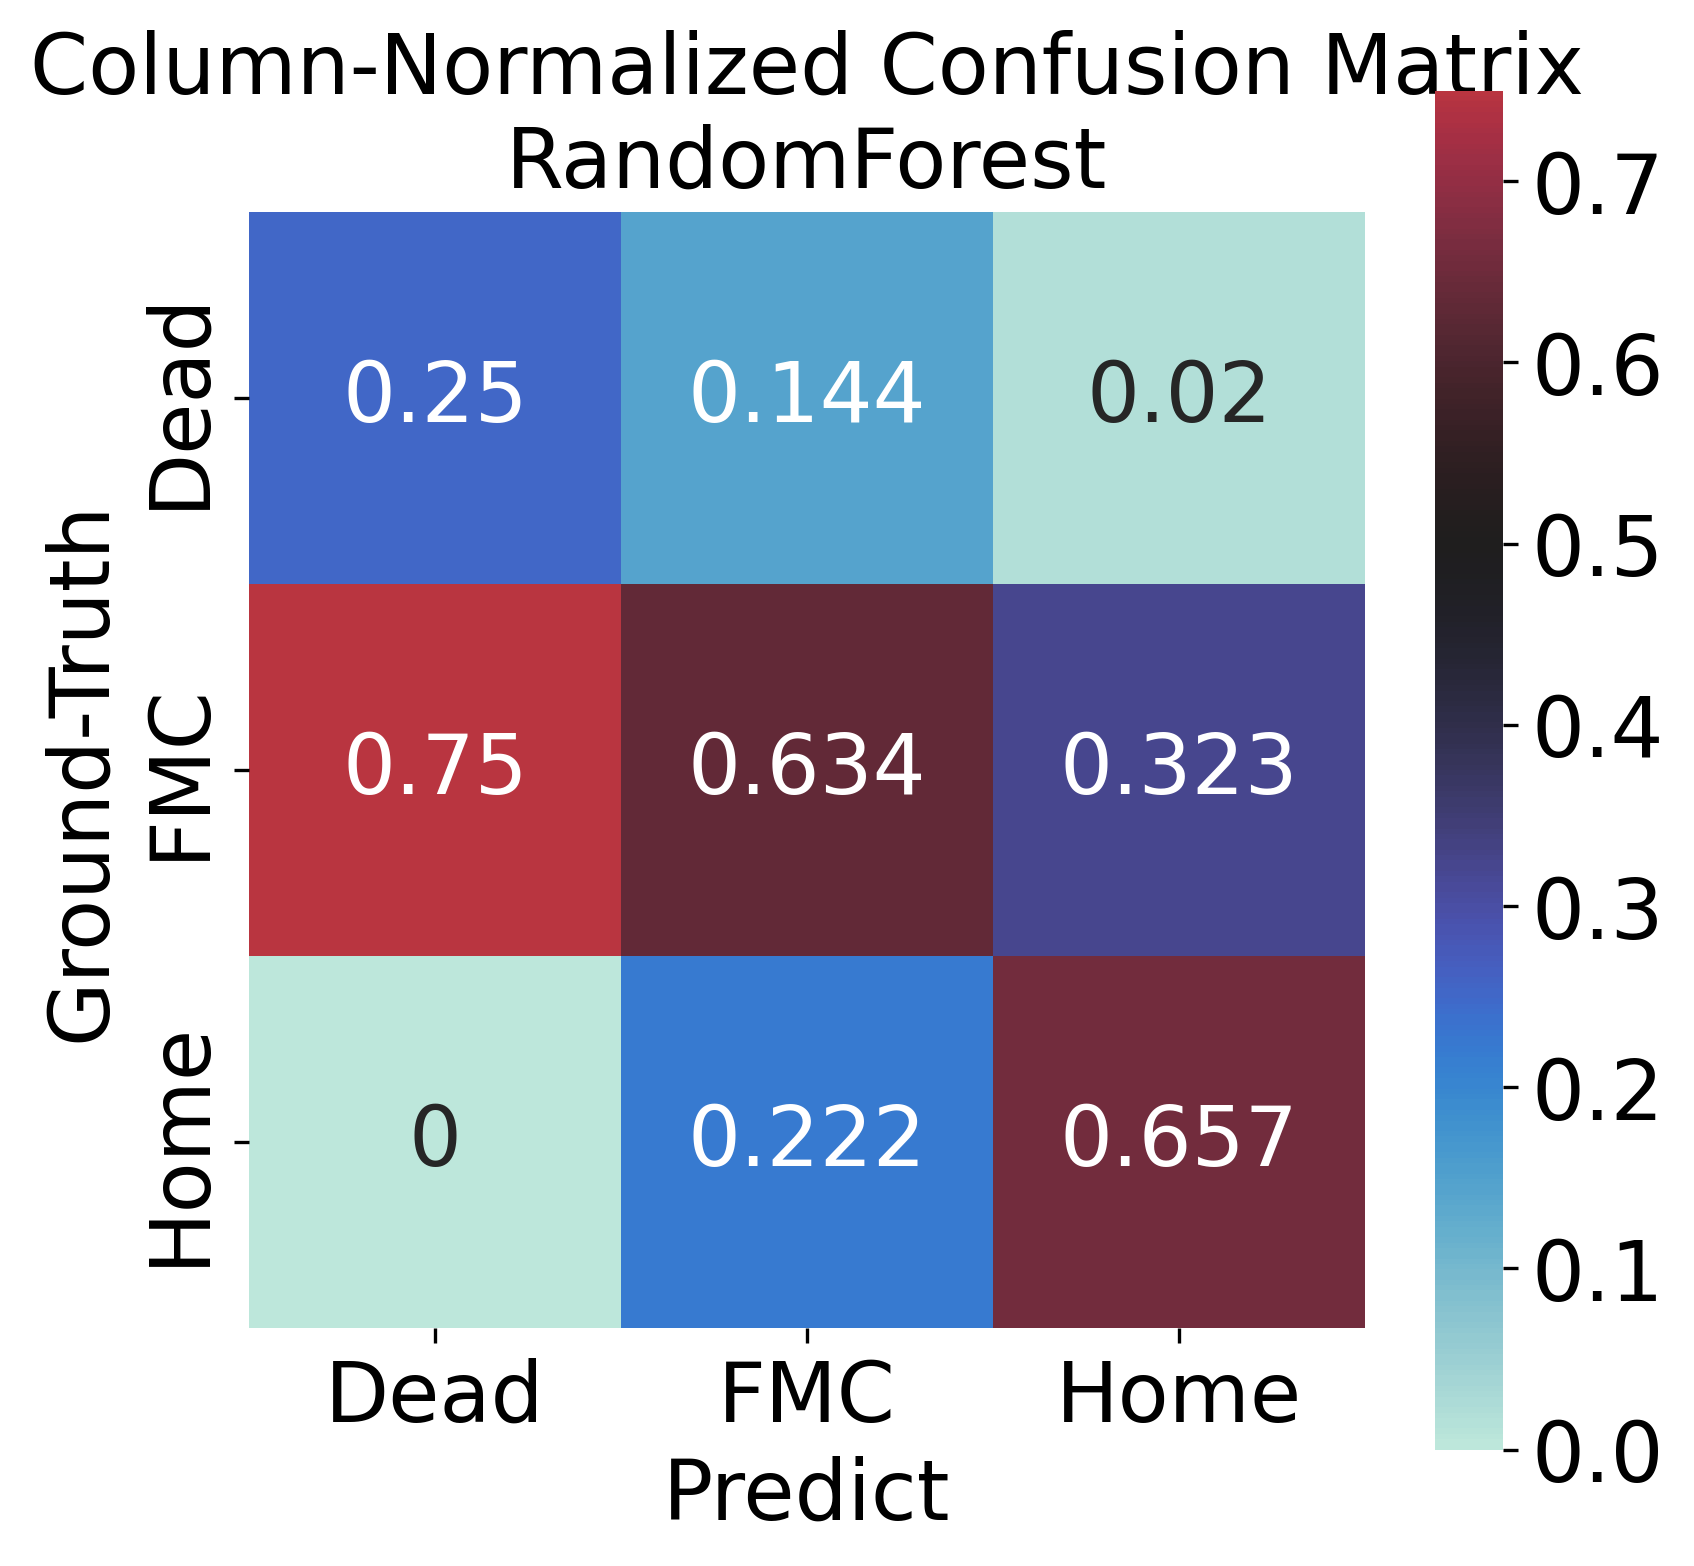 Column-Normalized Confusion Matrix
RandomForest
Ground-Truth
Dead
0.25 0.144 0.02
FMC
0.75 0.634 0.323
Home
0 0.222 0.657
Dead FMC Home
Predict
0.7
0.6
0.5
0.4
0.3
0.2
0.1
0.0